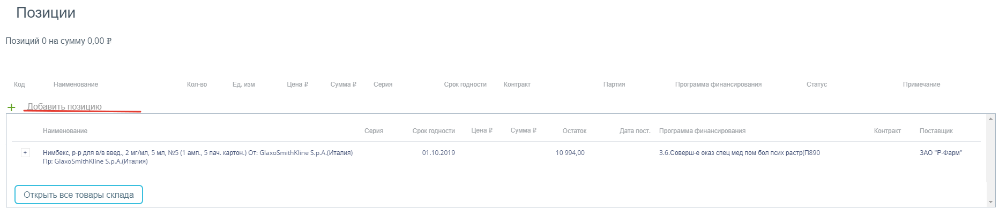 Позиции
Позиций 0 на сумму 0,00 ₽
Код Наименование Кол-во Ед. изм Цена ₽ Сумма ₽ Серия Срок годности Контракт Партия Программа финансирования Статус Примечание
+ Добавить позицию
Наименование Серия Срок годности Цена ₽ Сумма ₽ Остаток Дата пост. Программа финансирования Контракт Поставщик
+ Нимбекс, р-р для в/в введ., 2 мг/мл, 5 мл, №5 (1 амп., 5 пач. картон.) От: GlaxoSmithKline S.p.A.(Италия) 01.10.2019 10 994,00 3.6.Соверш-е оказ спец мед пом бол псих растр(П890 ЗАО "Р-Фарм"
Пр: GlaxoSmithKline S.p.A.(Италия)
Открыть все товары склада